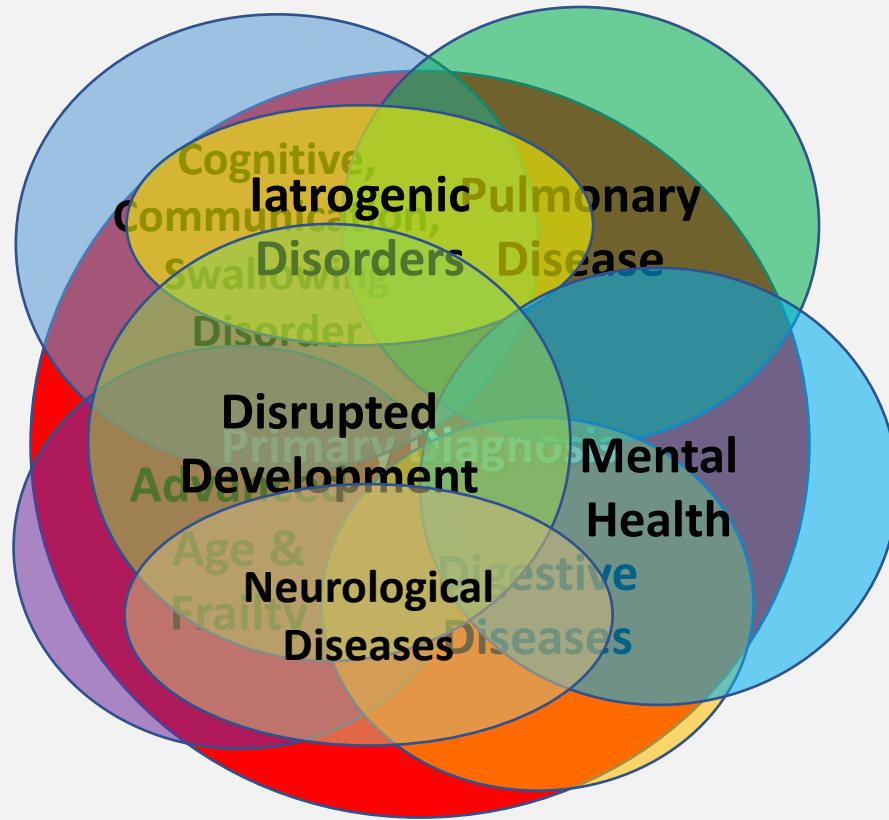 Cognitive,
Communication,
Swallowing
Disorder
Iatrogenic
Disorders
Pulmonary
Disease
Disrupted
Development
Primary Diagnosis
Mental
Health
Advanced
Age &
Frailty
Neurological
Diseases
Digestive
Diseases